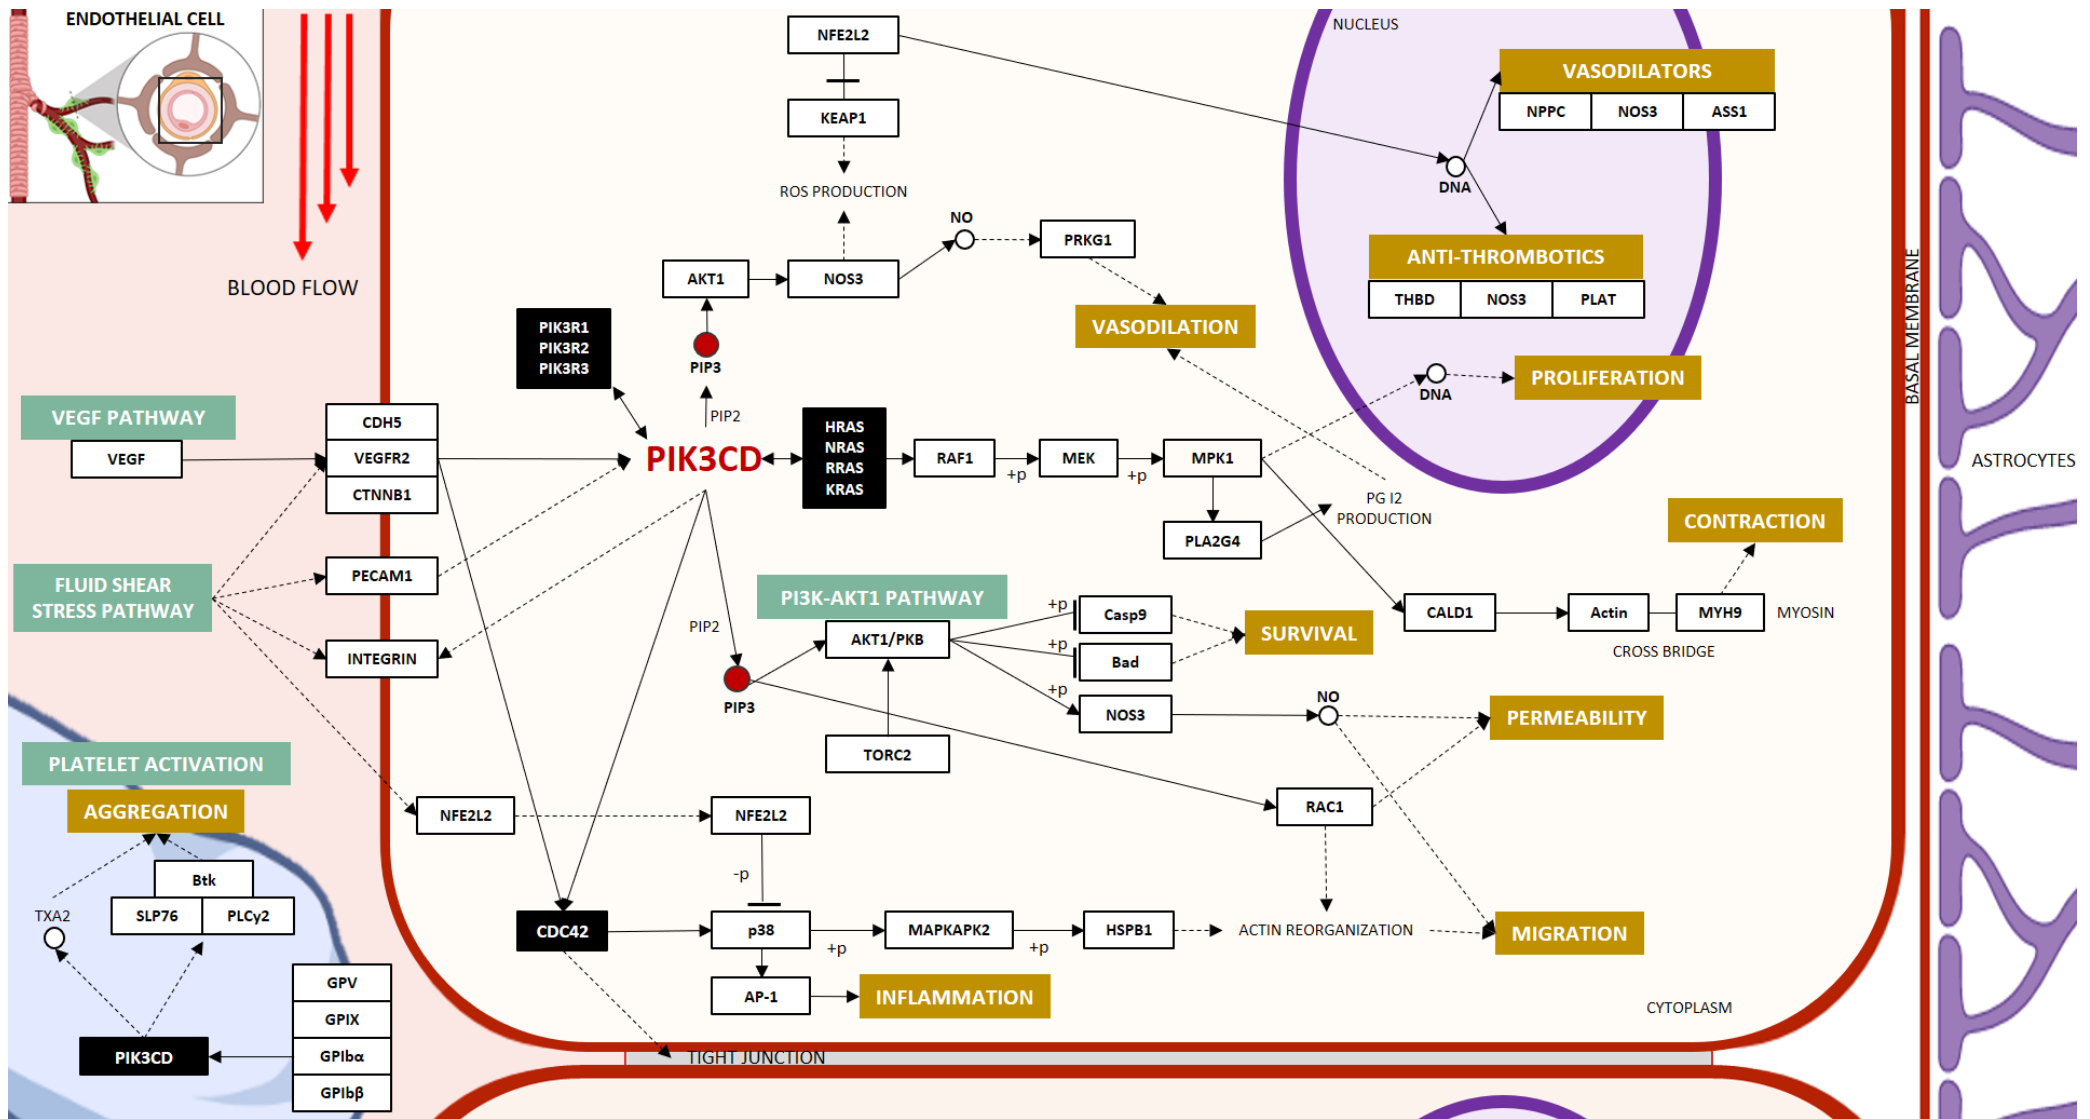 ENDOTHELIAL CELL
BLOOD FLOW
NUCLEUS
NFE2L2
KEAP1
ROS PRODUCTION
AKT1
NOS3
NO
PRKG1
VASODILATION
VASODILATORS
NPPC NOS3 ASS1
DNA
ANTI-THROMBOTICS
THBD NOS3 PLAT
DNA
PROLIFERATION
BASAL MEMBRANE
ASTROCYTES
PIK3R1
PIK3R2
PIK3R3
PIP3
PIP2
PIK3CD
HRAS
NRAS
RRAS
KRAS
RAF1
+p
MEK
+p
MPK1
PLA2G4
PG I2
PRODUCTION
CONTRACTION
CALD1
Actin
MYH9
MYOSIN
CROSS BRIDGE
VEGF PATHWAY
VEGF
CDH5
VEGFR2
CTNNB1
FLUID SHEAR
STRESS PATHWAY
PECAM1
INTEGRIN
PIP2
PIP3
PI3K-AKT1 PATHWAY
AKT1/PKB
TORC2
+p
Casp9
+p
Bad
+p
NOS3
SURVIVAL
NO
PERMEABILITY
RAC1
PLATELET ACTIVATION
AGGREGATION
Btk
SLP76 PLCγ2
TXA2
PIK3CD
GPV
GPIX
GPIbα
GPIbβ
NFE2L2
NFE2L2
-p
CDC42
p38
+p
MAPKAPK2
+p
HSPB1
ACTIN REORGANIZATION
MIGRATION
AP-1
INFLAMMATION
CYTOPLASM
TIGHT JUNCTION